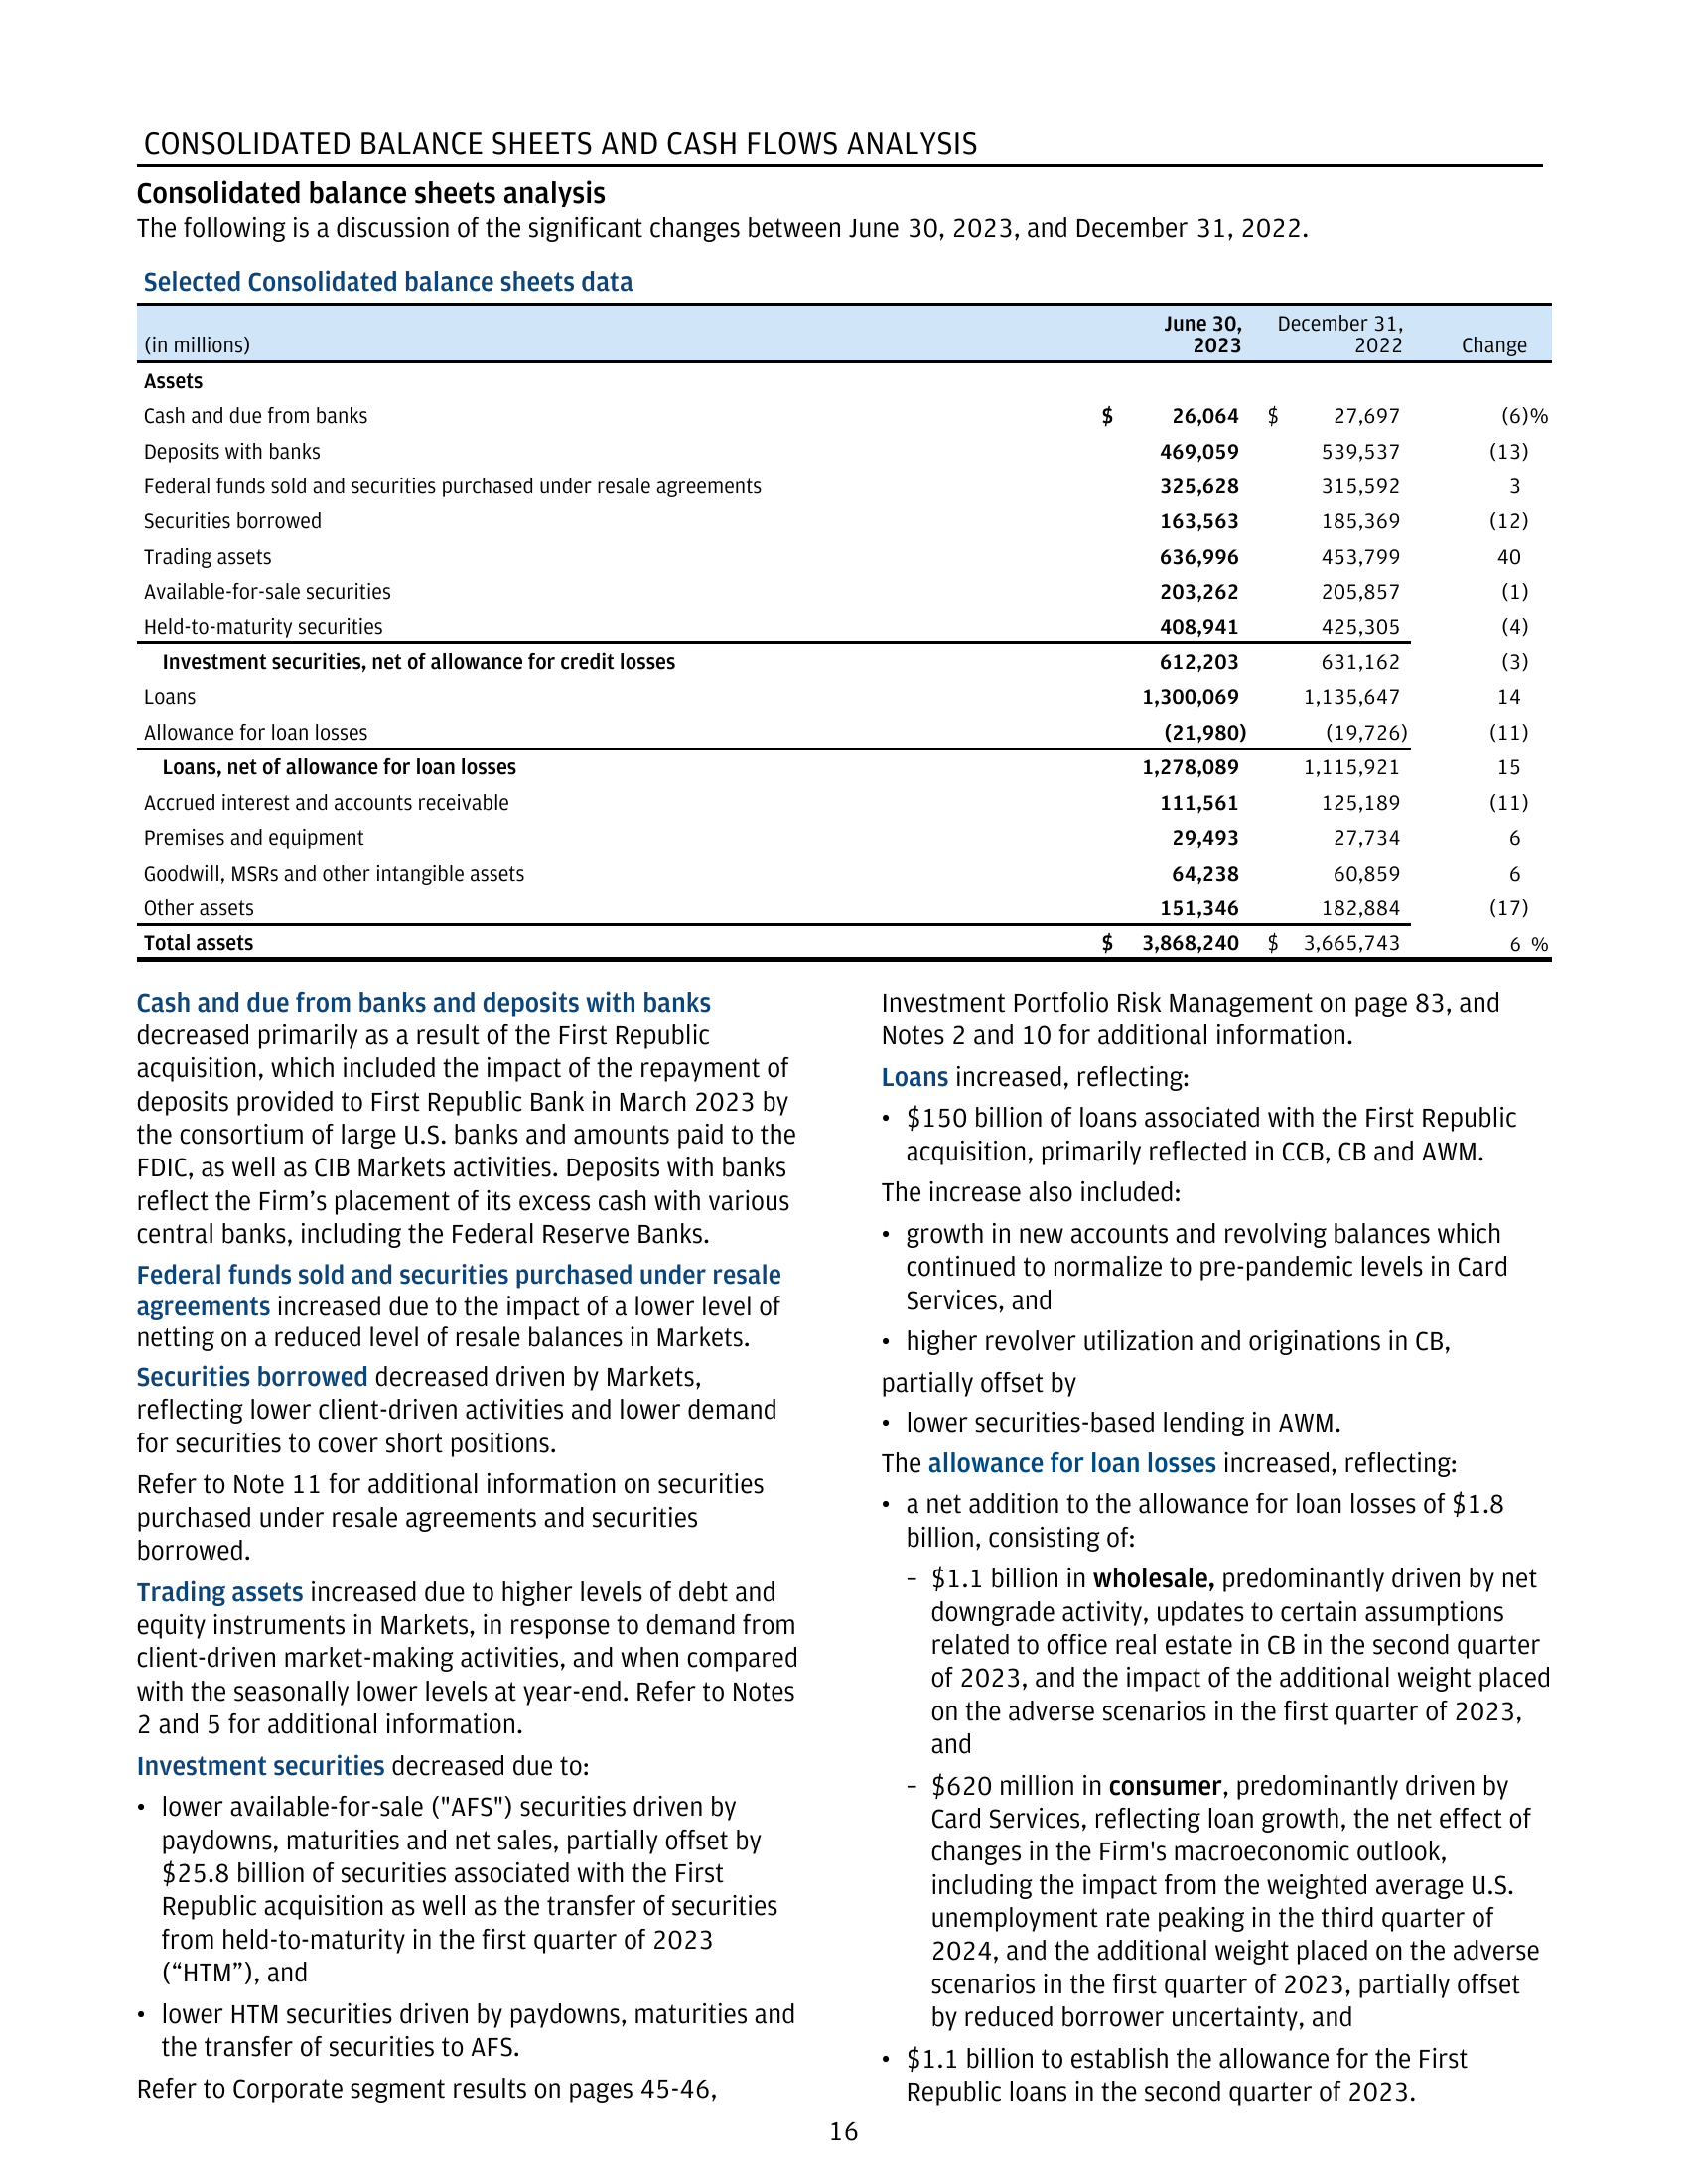 CONSOLIDATED BALANCE SHEETS AND CASH FLOWS ANALYSIS
Consolidated balance sheets analysis
The following is a discussion of the significant changes between June 30, 2023, and December 31, 2022.
Selected Consolidated balance sheets data
(in millions) June 30, 2023 December 31, 2022 Change
Assets
Cash and due from banks $ 26,064 $ 27,697 (6)%
Deposits with banks 469,059 539,537 (13)
Federal funds sold and securities purchased under resale agreements 325,628 315,592 3
Securities borrowed 163,563 185,369 (12)
Trading assets 636,996 453,799 40
Available-for-sale securities 203,262 205,857 (1)
Held-to-maturity securities 408,941 425,305 (4)
Investment securities, net of allowance for credit losses 612,203 631,162 (3)
Loans 1,300,069 1,135,647 14
Allowance for loan losses (21,980) (19,726) (11)
Loans, net of allowance for loan losses 1,278,089 1,115,921 15
Accrued interest and accounts receivable 111,561 125,189 (11)
Premises and equipment 29,493 27,734 6
Goodwill, MSRs and other intangible assets 64,238 60,859 6
Other assets 151,346 182,884 (17)
Total assets $ 3,868,240 $ 3,665,743 6 %
Cash and due from banks and deposits with banks
decreased primarily as a result of the First Republic
acquisition, which included the impact of the repayment of
deposits provided to First Republic Bank in March 2023 by
the consortium of large U.S. banks and amounts paid to the
FDIC, as well as CIB Markets activities. Deposits with banks
reflect the Firm’s placement of its excess cash with various
central banks, including the Federal Reserve Banks.
Federal funds sold and securities purchased under resale
agreements increased due to the impact of a lower level of
netting on a reduced level of resale balances in Markets.
Securities borrowed decreased driven by Markets,
reflecting lower client-driven activities and lower demand
for securities to cover short positions.
Refer to Note 11 for additional information on securities
purchased under resale agreements and securities
borrowed.
Trading assets increased due to higher levels of debt and
equity instruments in Markets, in response to demand from
client-driven market-making activities, and when compared
with the seasonally lower levels at year-end. Refer to Notes
2 and 5 for additional information.
Investment securities decreased due to:
• lower available-for-sale ("AFS") securities driven by
paydowns, maturities and net sales, partially offset by
$25.8 billion of securities associated with the First
Republic acquisition as well as the transfer of securities
from held-to-maturity in the first quarter of 2023
(“HTM”), and
• lower HTM securities driven by paydowns, maturities and
the transfer of securities to AFS.
Refer to Corporate segment results on pages 45-46,
Investment Portfolio Risk Management on page 83, and
Notes 2 and 10 for additional information.
Loans increased, reflecting:
• $150 billion of loans associated with the First Republic
acquisition, primarily reflected in CCB, CB and AWM.
The increase also included:
• growth in new accounts and revolving balances which
continued to normalize to pre-pandemic levels in Card
Services, and
• higher revolver utilization and originations in CB,
partially offset by
• lower securities-based lending in AWM.
The allowance for loan losses increased, reflecting:
• a net addition to the allowance for loan losses of $1.8
billion, consisting of:
– $1.1 billion in wholesale, predominantly driven by net
downgrade activity, updates to certain assumptions
related to office real estate in CB in the second quarter
of 2023, and the impact of the additional weight placed
on the adverse scenarios in the first quarter of 2023,
and
– $620 million in consumer, predominantly driven by
Card Services, reflecting loan growth, the net effect of
changes in the Firm's macroeconomic outlook,
including the impact from the weighted average U.S.
unemployment rate peaking in the third quarter of
2024, and the additional weight placed on the adverse
scenarios in the first quarter of 2023, partially offset
by reduced borrower uncertainty, and
• $1.1 billion to establish the allowance for the First
Republic loans in the second quarter of 2023.
16